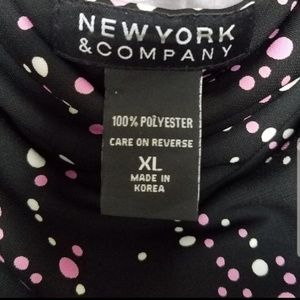 NEW YORK
& COMPANY
100% POLYESTER
CARE ON REVERSE
XL
MADE IN
KOREA